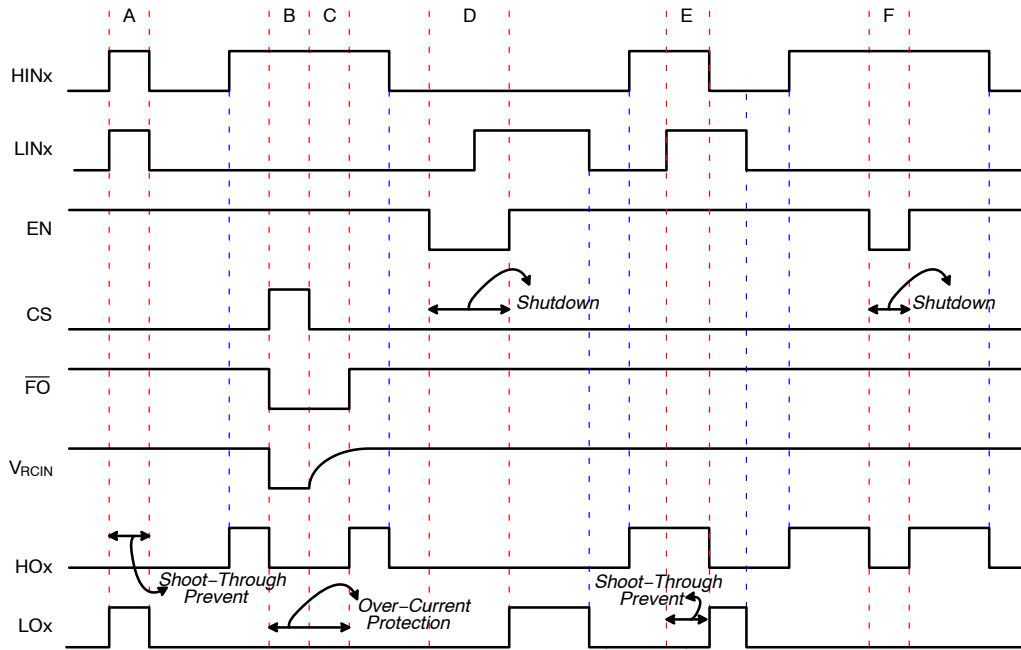 A B C D E F
HINx
LINx
EN
Shutdown Shutdown
CS
FO
VRCIN
HOx
Shoot−Through
Prevent
Over−Current
Protection
Shoot−Through
Prevent
LOx